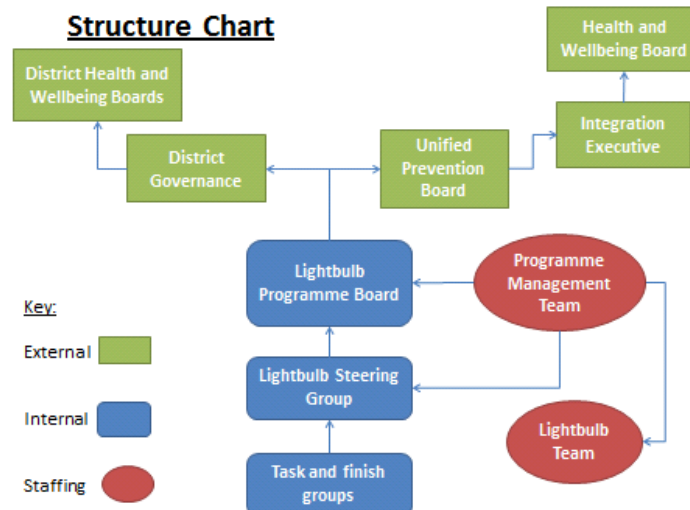 Structure Chart
Health and
Wellbeing Board
District Health and
Wellbeing Boards
Integration
Executive
Unified
Prevention
Board
District
Governance
Lightbulb
Programme Board
Programme
Management
Team
Key:
External
Lightbulb Steering
Group
Internal
Lightbulb
Team
Task and finish
groups
Staffing